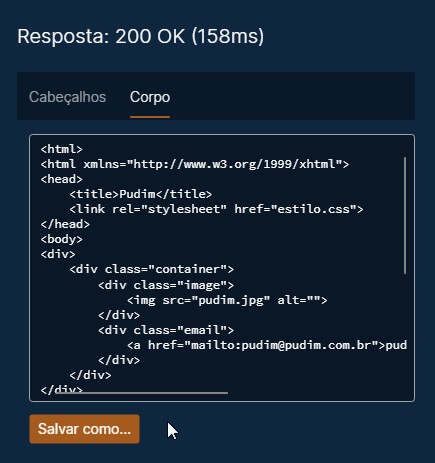 Resposta: 200 OK (158ms)
Cabeçalhos Corpo
<html>
<html xmlns="http://www.w3.org/1999/xhtml">
<head>
    <title>Pudim</title>
    <link rel="stylesheet" href="estilo.css">
</head>
<body>
<div>
    <div class="container">
        <div class="image">
            <img src="pudim.jpg" alt="">
        </div>
        <div class="email">
            <a href="mailto:pudim@pudim.com.br">pud
        </div>
    </div>
</div>
Salvar como...